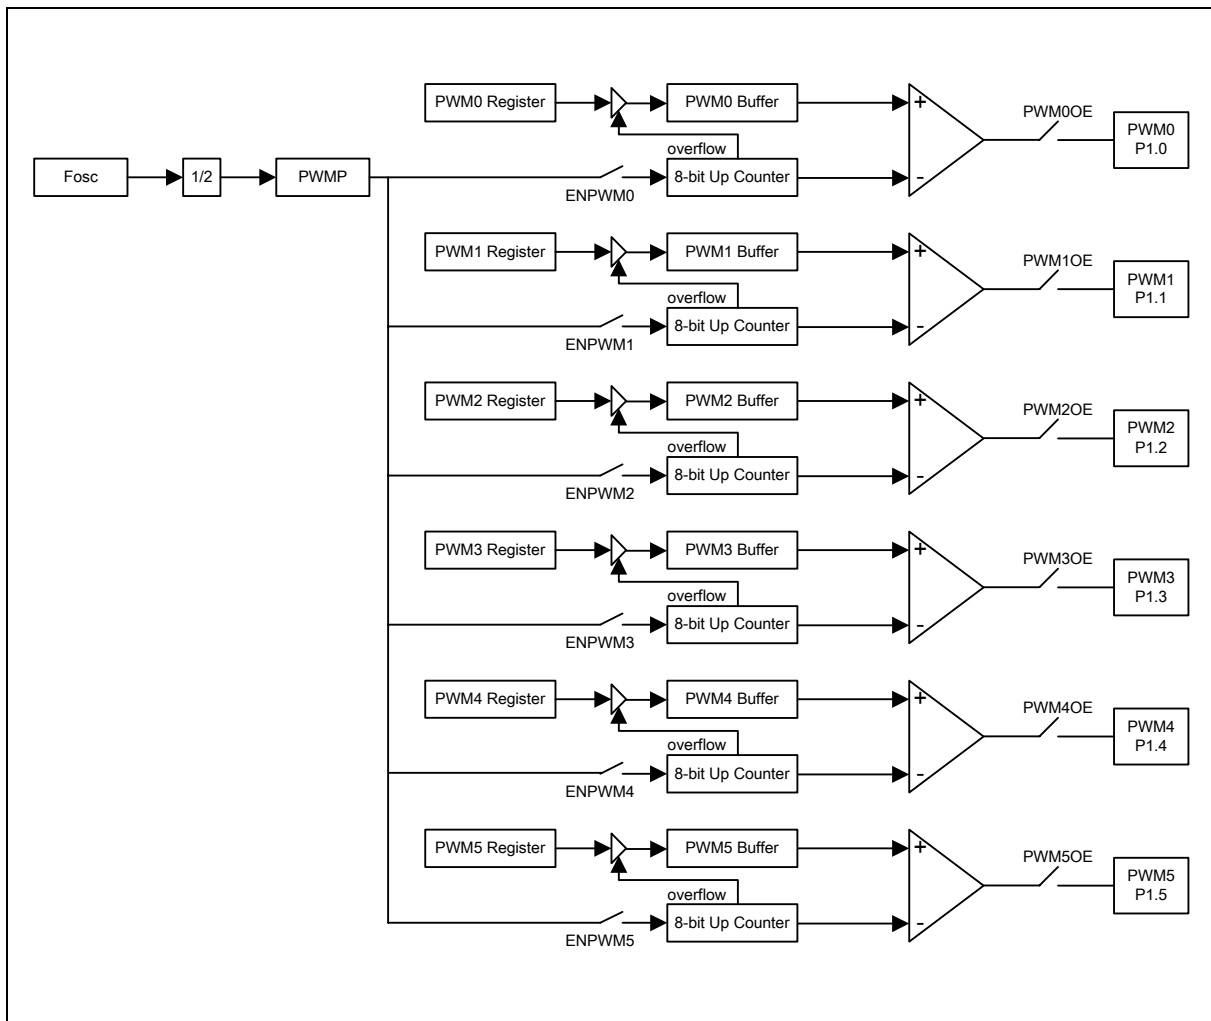 PWM0 Register
PWM0 Buffer
+
PWM0OE
PWM0
P1.0
overflow
Fosc
1/2
PWMP
ENPWM0
8-bit Up Counter
-
PWM1 Register
PWM1 Buffer
+
PWM1OE
PWM1
P1.1
overflow
ENPWM1
8-bit Up Counter
-
PWM2 Register
PWM2 Buffer
+
PWM2OE
PWM2
P1.2
overflow
ENPWM2
8-bit Up Counter
-
PWM3 Register
PWM3 Buffer
+
PWM3OE
PWM3
P1.3
overflow
ENPWM3
8-bit Up Counter
-
PWM4 Register
PWM4 Buffer
+
PWM4OE
PWM4
P1.4
overflow
ENPWM4
8-bit Up Counter
-
PWM5 Register
PWM5 Buffer
+
PWM5OE
PWM5
P1.5
overflow
ENPWM5
8-bit Up Counter
-